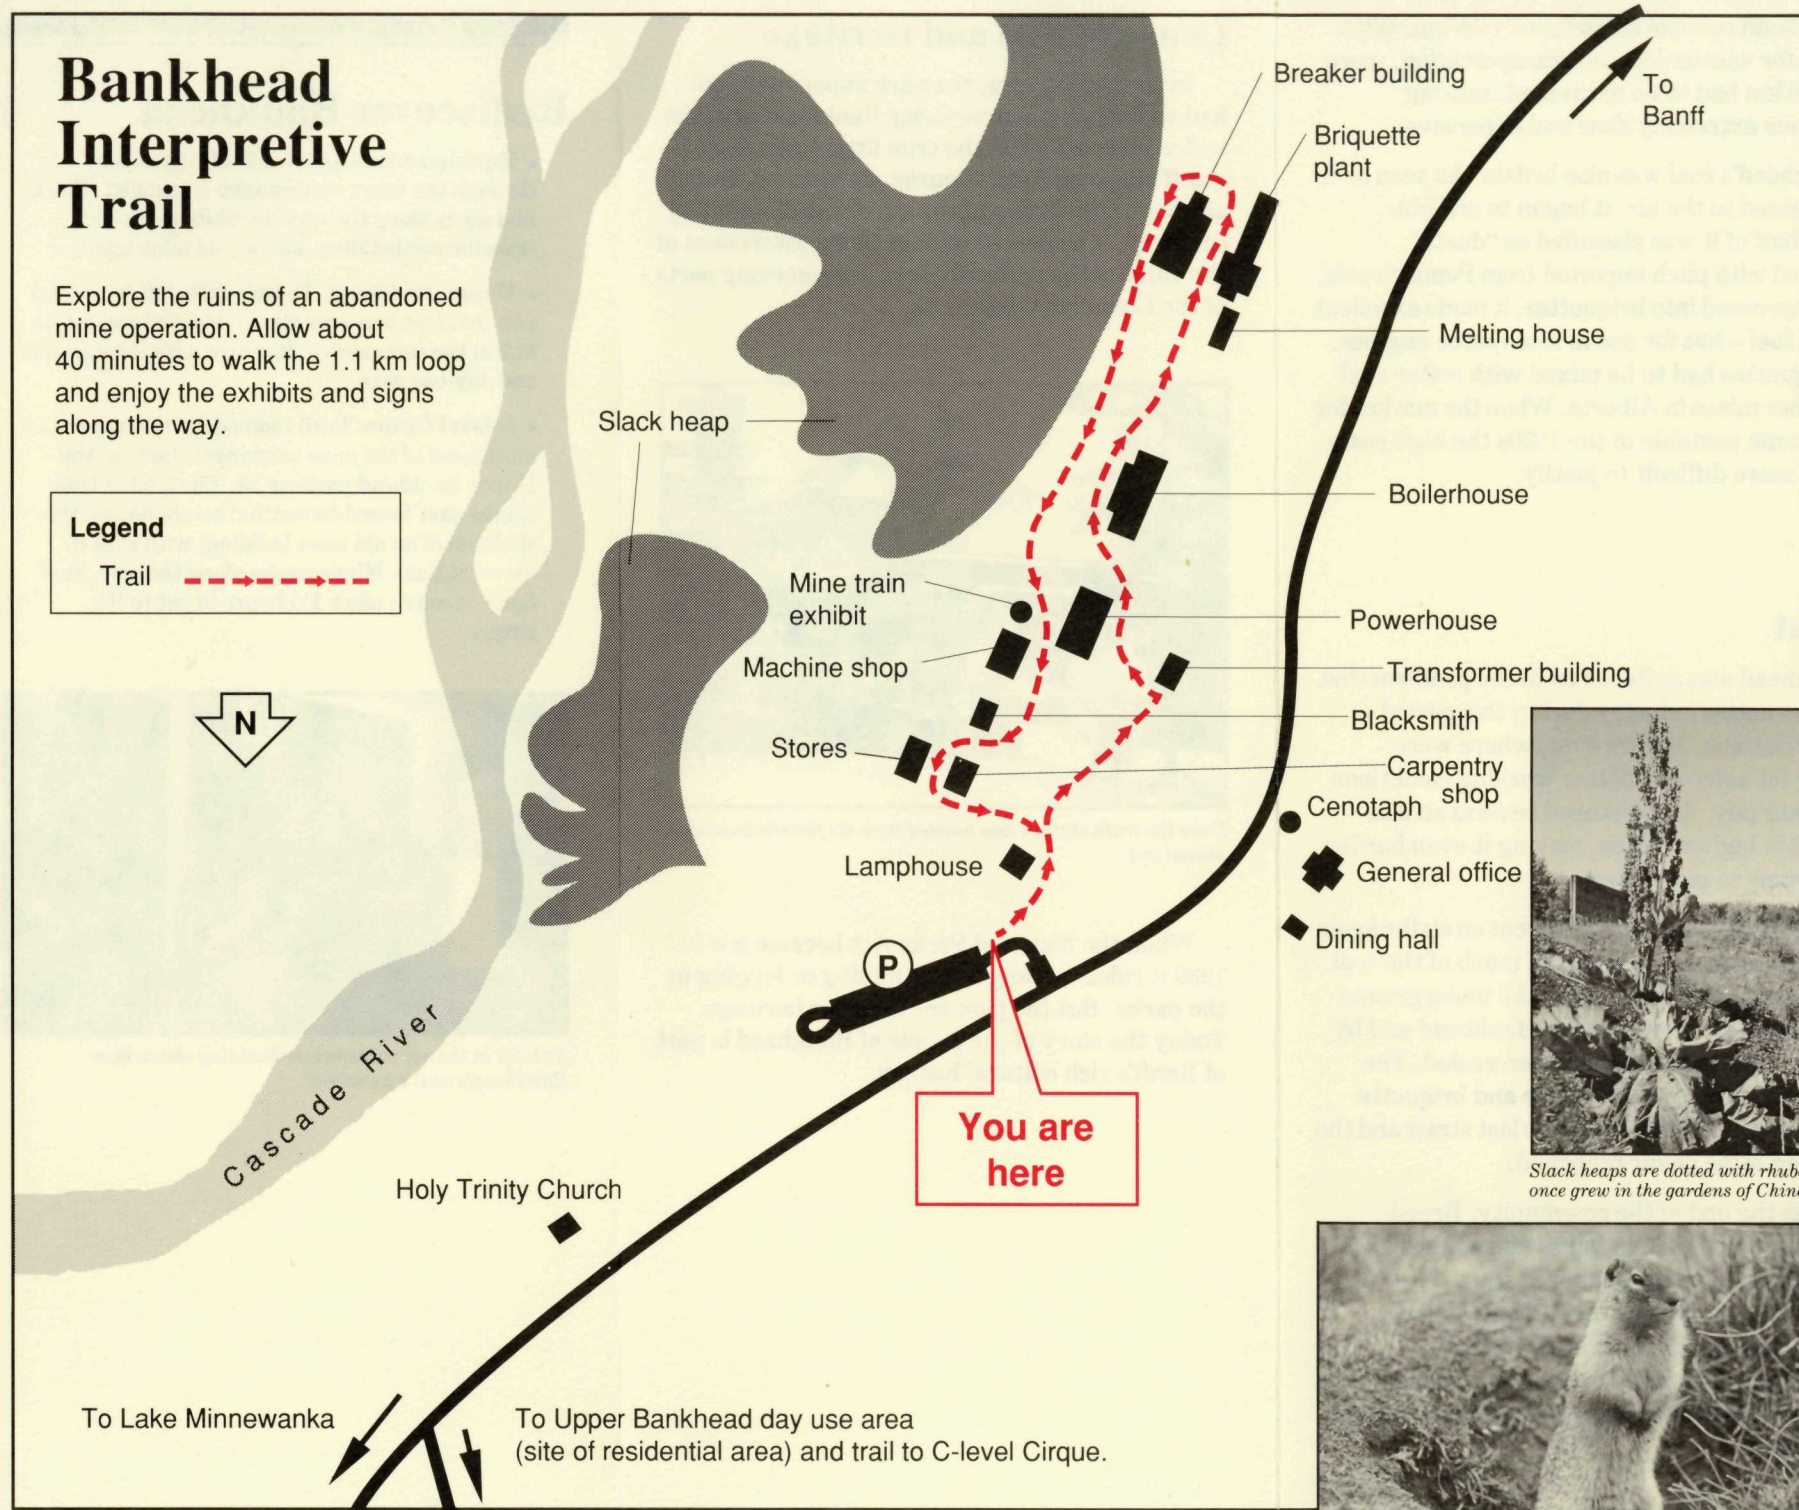 Bankhead
Interpretive
Trail
Explore the ruins of an abandoned
mine operation. Allow about
40 minutes to walk the 1.1 km loop
and enjoy the exhibits and signs
along the way.
Legend
Trail
N
Slack heap
Breaker building
Briquette
plant
To
Banff
Melting house
Boilerhouse
Mine train
exhibit
Powerhouse
Machine shop
Transformer building
Blacksmith
Stores
Carpentry
shop
Cenotaph
Lamphouse
General office
Dining hall
P
You are
here
Cascade River
Holy Trinity Church
To Lake Minnewanka
To Upper Bankhead day use area
(site of residential area) and trail to C-level Cirque.
Slack heaps are dotted with
once grew in the gardens of